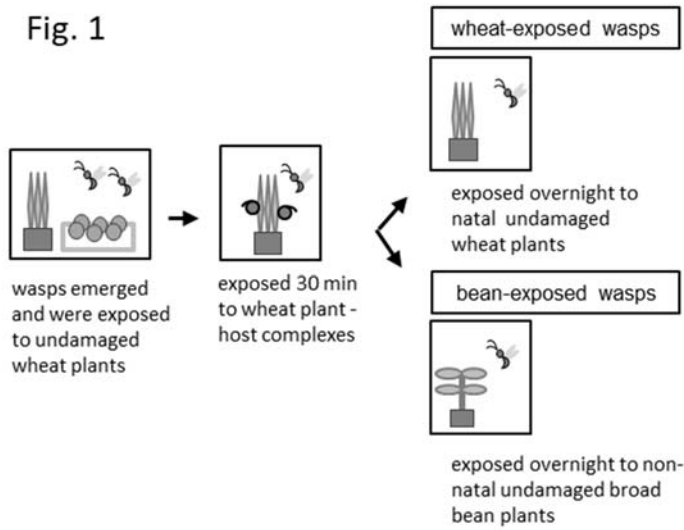 Fig. 1
wasps emerged
and were exposed
to undamaged
wheat plants
exposed 30 min
to wheat plant -
host complexes
wheat-exposed wasps
exposed overnight to
natal undamaged
wheat plants
bean-exposed wasps
exposed overnight to non-
natal undamaged broad
bean plants